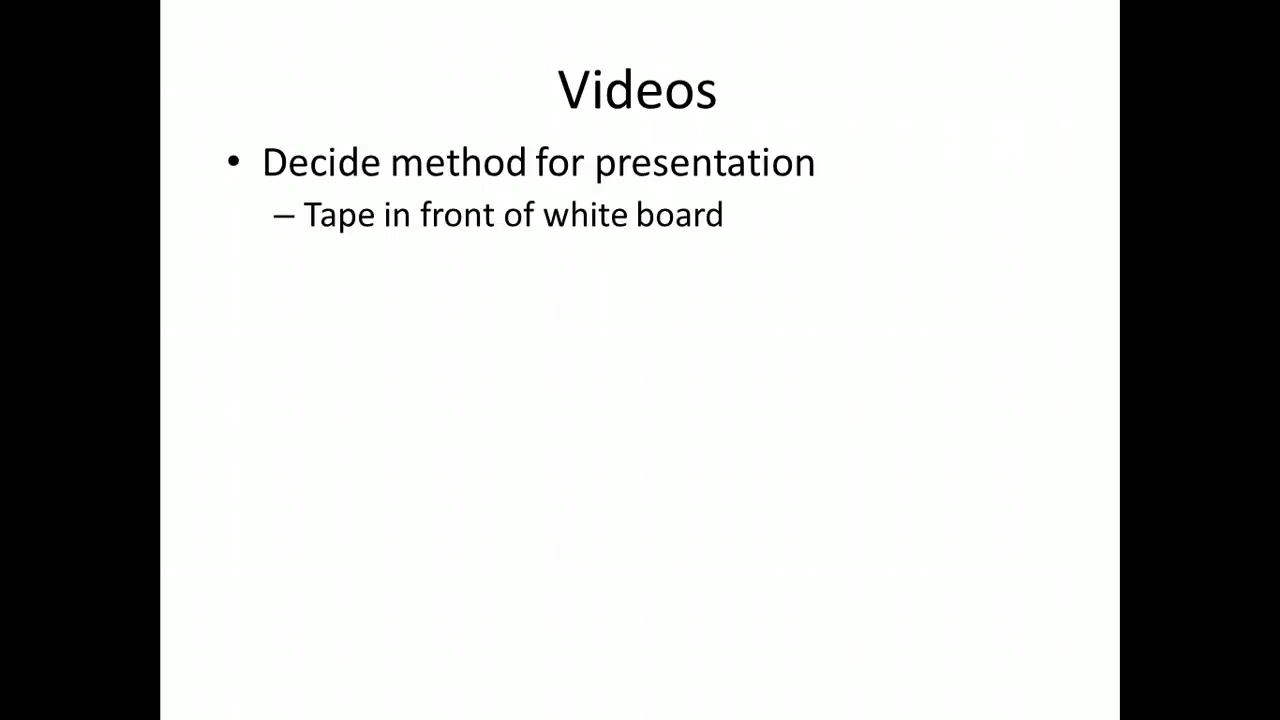 Videos
• Decide method for presentation
– Tape in front of white board